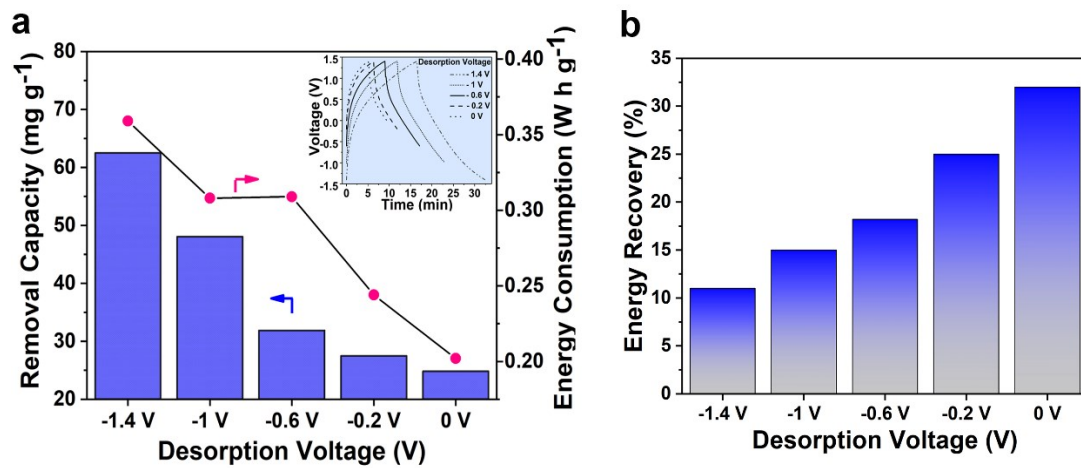 a
Removal Capacity (mg g-1)
80
70
60
50
40
30
20
-1.4 V
-1 V
-0.6 V
-0.2 V
0 V
Desorption Voltage (V)
0.40
0.35
0.30
0.25
0.20
Energy Consumption (W h g-1)
Voltage (V)
1.5
1.0
0.5
0.0
-0.5
-1.0
-1.5
0
5
10
15
20
25
30
Time (min)
Desorption Voltage
- 1.4 V
- 1 V
- 0.6 V
- 0.2 V
0 V
b
Energy Recovery (%)
35
30
25
20
15
10
5
0
-1.4 V
-1 V
-0.6 V
-0.2 V
0 V
Desorption Voltage (V)